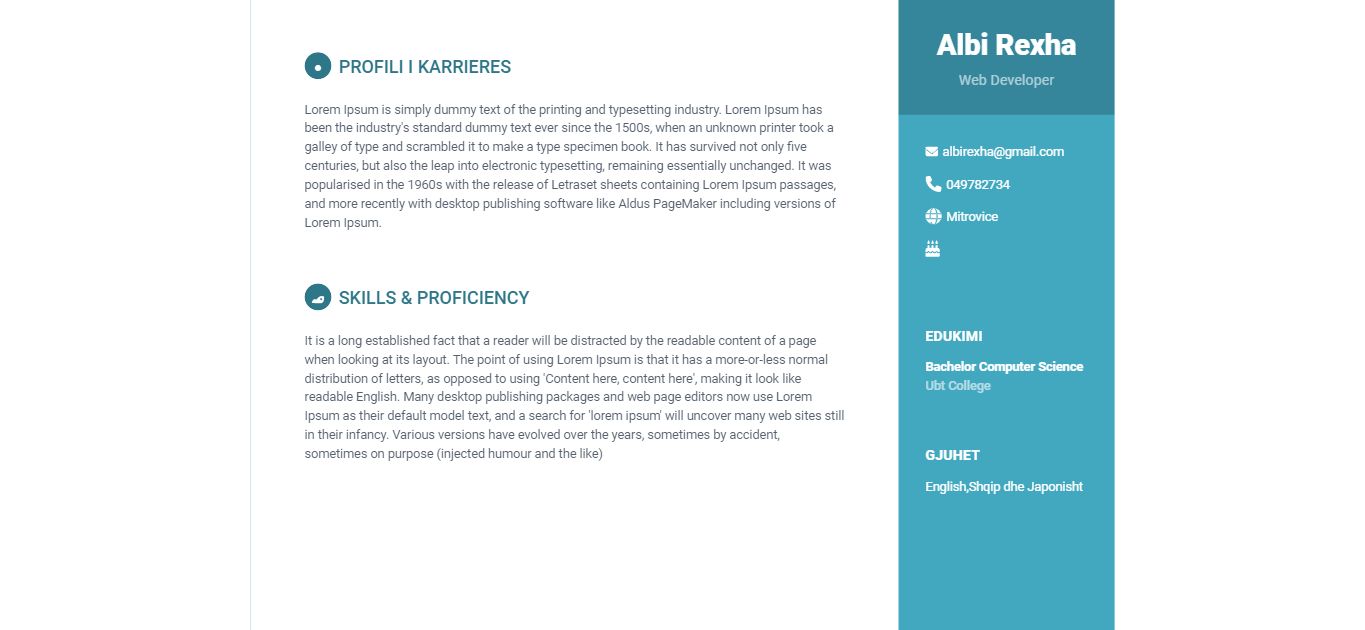 PROFILI I KARRIERES
Lorem Ipsum is simply dummy text of the printing and typesetting industry. Lorem Ipsum has
been the industry's standard dummy text ever since the 1500s, when an unknown printer took a
galley of type and scrambled it to make a type specimen book. It has survived not only five
centuries, but also the leap into electronic typesetting, remaining essentially unchanged. It was
popularised in the 1960s with the release of Letraset sheets containing Lorem Ipsum passages,
and more recently with desktop publishing software like Aldus PageMaker including versions of
Lorem Ipsum.
SKILLS & PROFICIENCY
It is a long established fact that a reader will be distracted by the readable content of a page
when looking at its layout. The point of using Lorem Ipsum is that it has a more-or-less normal
distribution of letters, as opposed to using 'Content here, content here', making it look like
readable English. Many desktop publishing packages and web page editors now use Lorem
Ipsum as their default model text, and a search for 'lorem ipsum' will uncover many web sites still
in their infancy. Various versions have evolved over the years, sometimes by accident,
sometimes on purpose (injected humour and the like)
Albi Rexha
Web Developer
albirexha@gmail.com
049782734
Mitrovice
EDUKIMI
Bachelor Computer Science
Ubt College
GJUHET
English,Shqip dhe Japonisht